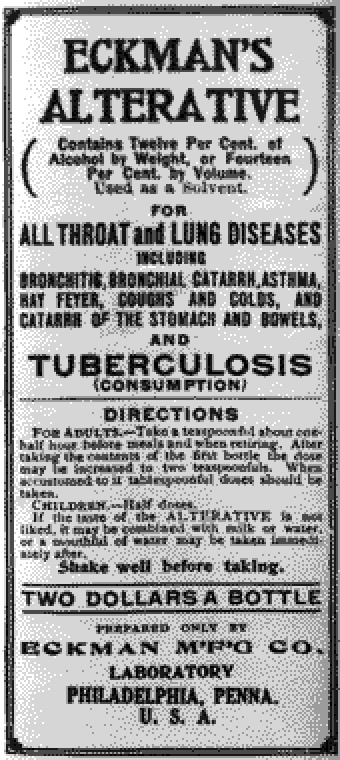 ECKMAN'S
ALTERATIVE
(Contains Twelve Per Cent. of
Alcohol by Weight, or Fourteen
Per Cent. by Volume.
Used as a Solvent.)
FOR
ALL THROAT and LUNG DISEASES
INCLUDING
BRONCHITIS, BRONCHIAL CATARRH, ASTHMA,
HAY FEVER, COUGHS AND COLDS, AND
CATARRH OF THE STOMACH AND BOWELS,
AND
TUBERCULOSIS
(CONSUMPTION)
DIRECTIONS
FOR ADULTS.—Take a teaspoonful about one-
half hour before meals and when retiring. After
taking the contents of the first bottle the dose
may be increased to two teaspoonfuls. When
accustomed to it tablespoonful doses should be
taken.
CHILDREN.—Half doses.
If the taste of the ALTERATIVE is not
liked, it may be combined with milk or water,
or a mouthful of water may be taken immedi-
ately after.
Shake well before taking.
TWO DOLLARS A BOTTLE
PREPARED ONLY BY
ECKMAN M'F'G CO.
LABORATORY
PHILADELPHIA, PENNA.
U. S. A.